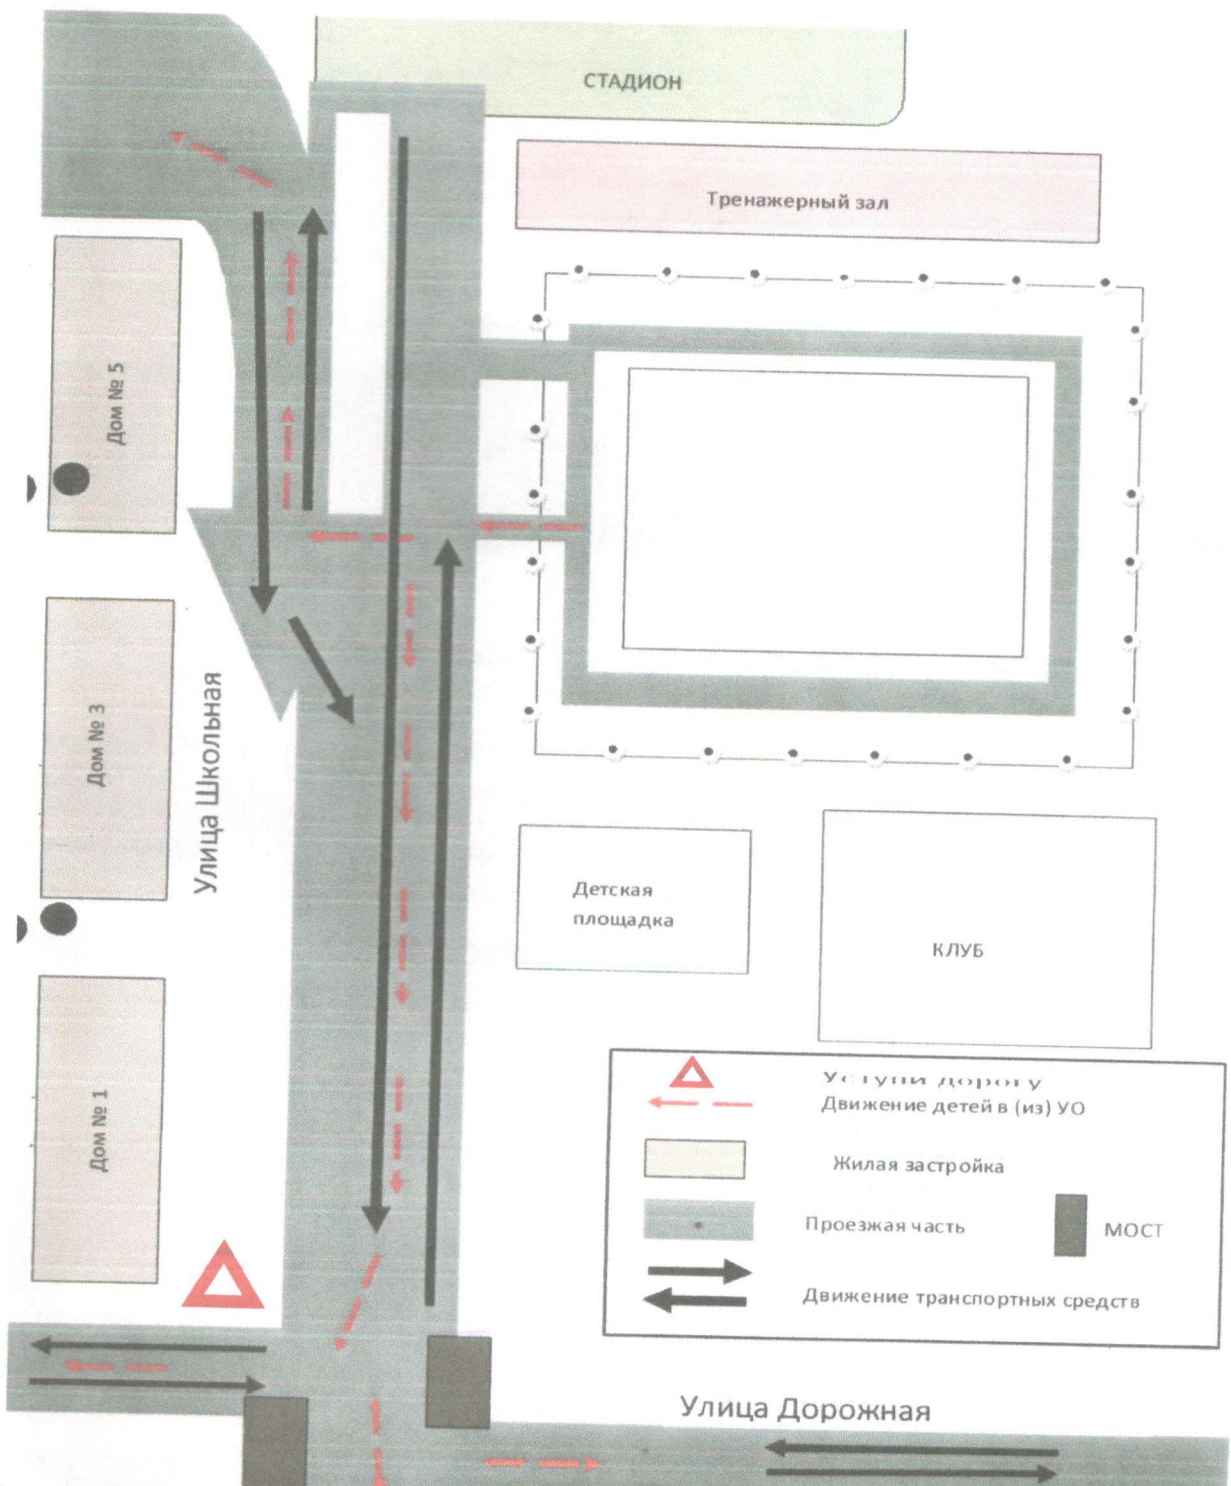 СТАДИОН
Тренажерный зал
Дом № 5
Дом № 3
Улица Школьная
Детская
площадка
КЛУБ
Дом № 1
Уступи дорогу
Движение детей в (из) УО
Жилая застройка
Проезжая часть
МОСТ
Движение транспортных средств
Улица Дорожная